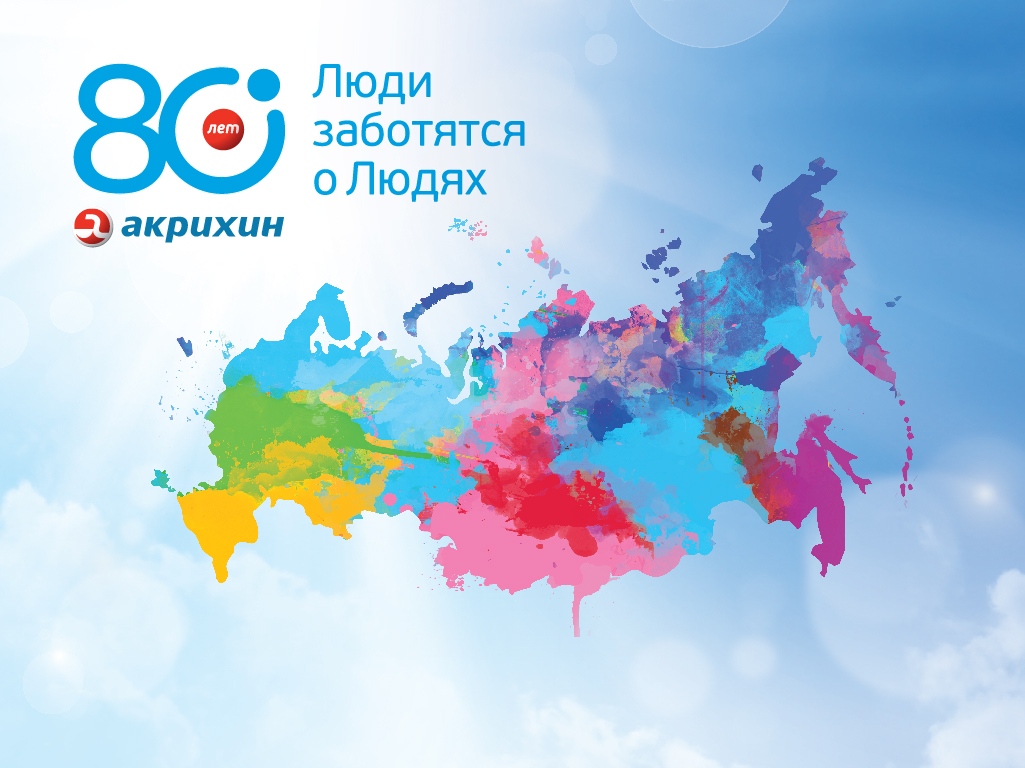 80
лет
акрихин
Люди
заботятся
о Людях